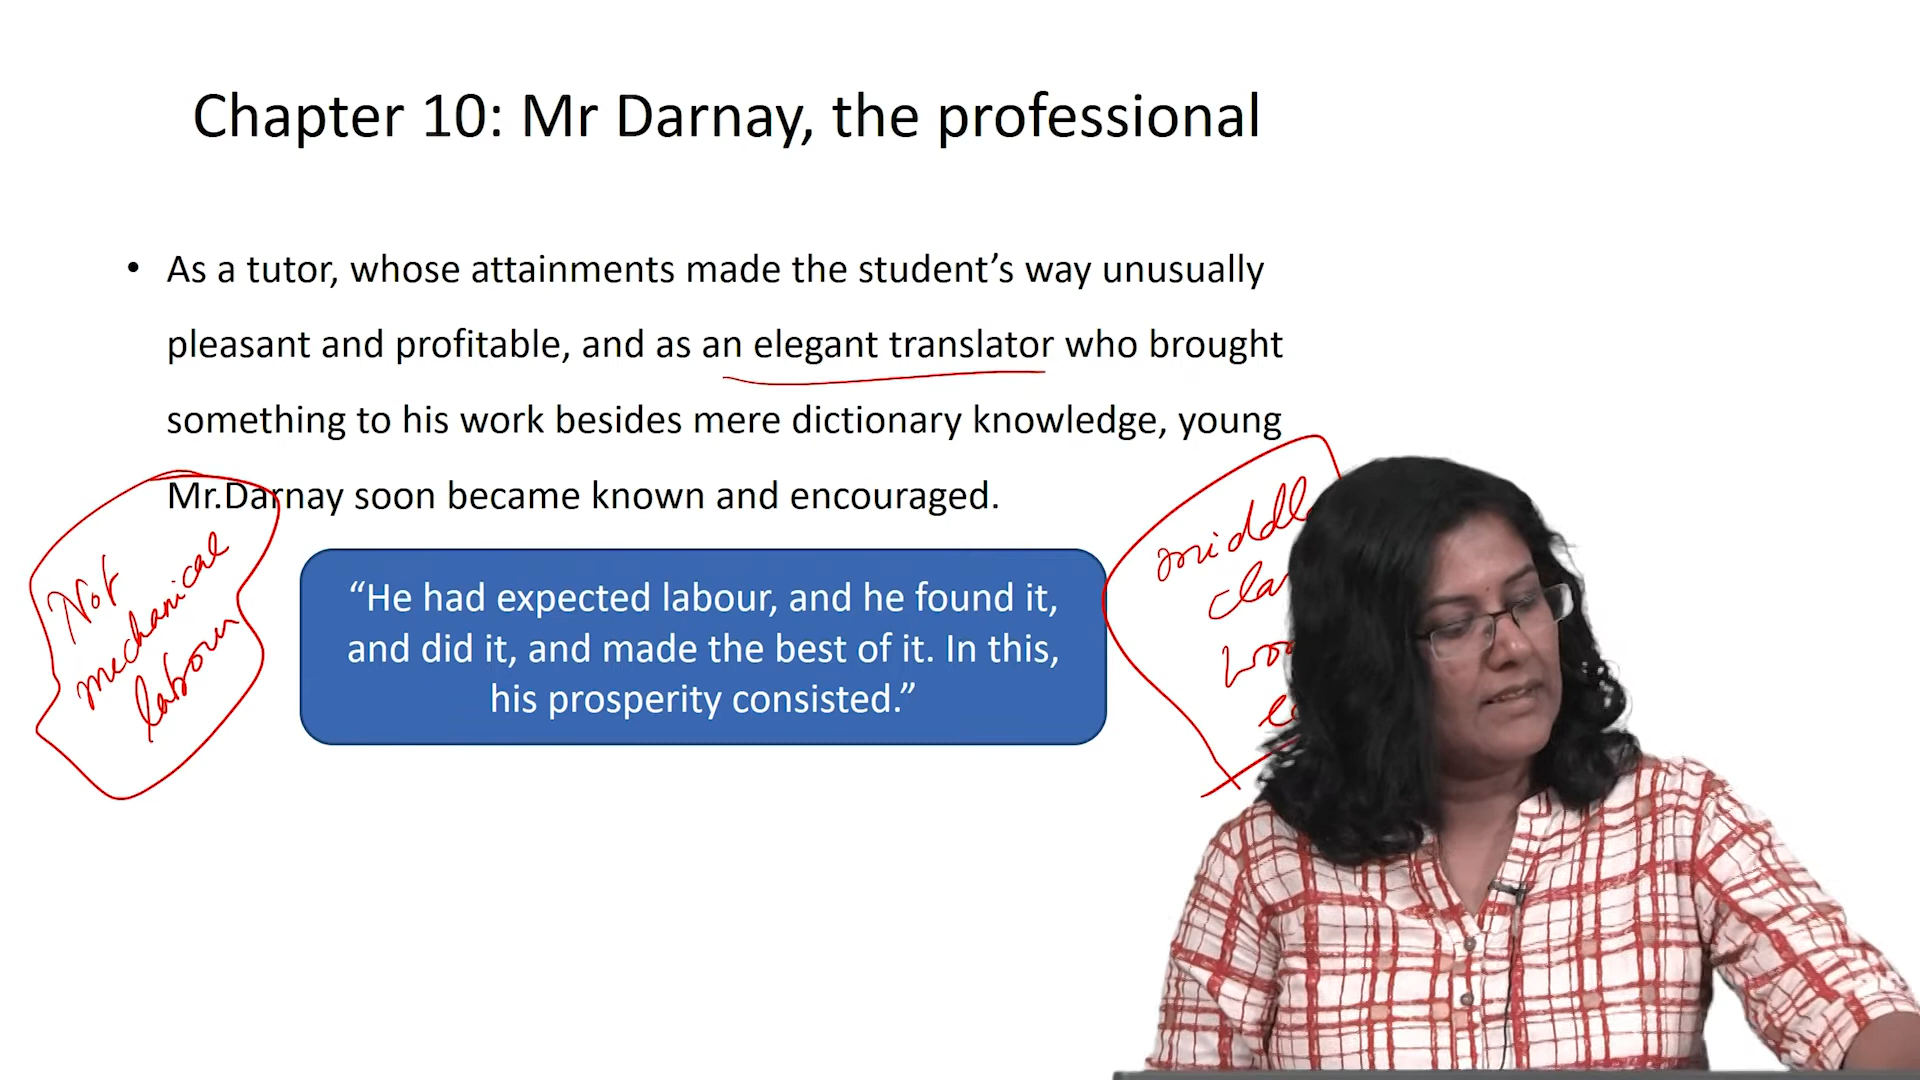 Chapter 10: Mr Darnay, the professional
• As a tutor, whose attainments made the student’s way unusually
pleasant and profitable, and as an elegant translator who brought
something to his work besides mere dictionary knowledge, young
Mr.Darnay soon became known and encouraged.
“He had expected labour, and he found it,
and did it, and made the best of it. In this,
his prosperity consisted.”
Not
mechanical
labour